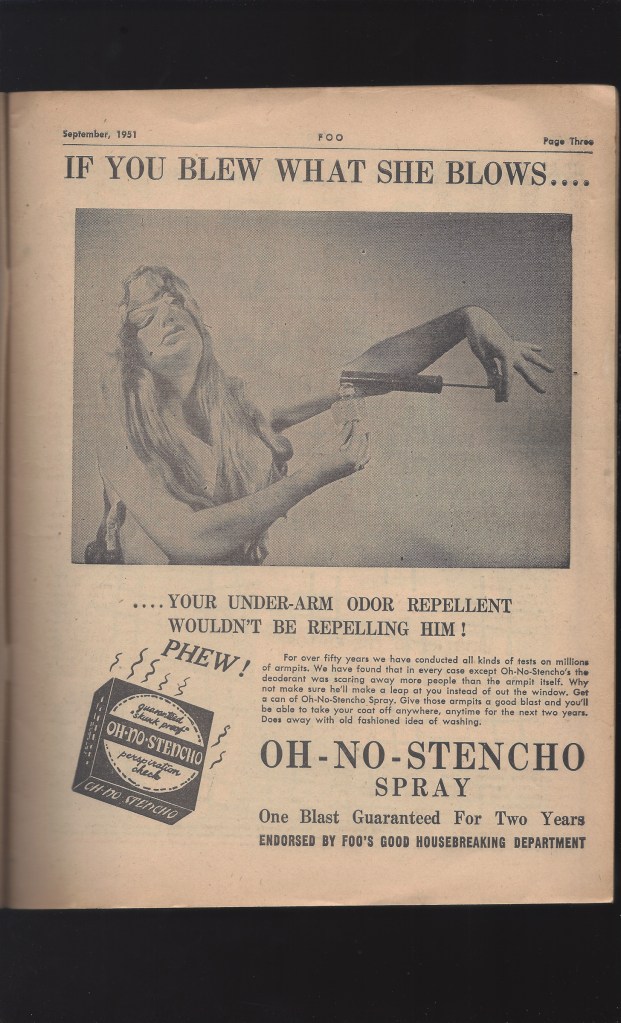 September, 1951
FOO
Page Three
IF YOU BLEW WHAT SHE BLOWS....
....YOUR UNDER-ARM ODOR REPELLENT
WOULDN'T BE REPELLING HIM!
PHEW!
For over fifty years we have conducted all kinds of tests on millions
of armpits. We have found that in every case except Oh-No-Stencho's the
deoderant was scaring away more people than the armpit itself. Why
not make sure he'll make a leap at you instead of out the window. Get
a can of Oh-No-Stencho Spray. Give those armpits a good blast and you'll
be able to take your coat off anywhere, anytime for the next two years.
Does away with old fashioned idea of washing.
guaranteed
"shock proof"
OH-NO-STENCHO
perspiration
check
OH-NO STENCHO
OH-NO-STENCHO
SPRAY
One Blast Guaranteed For Two Years
ENDORSED BY FOO'S GOOD HOUSEBREAKING DEPARTMENT